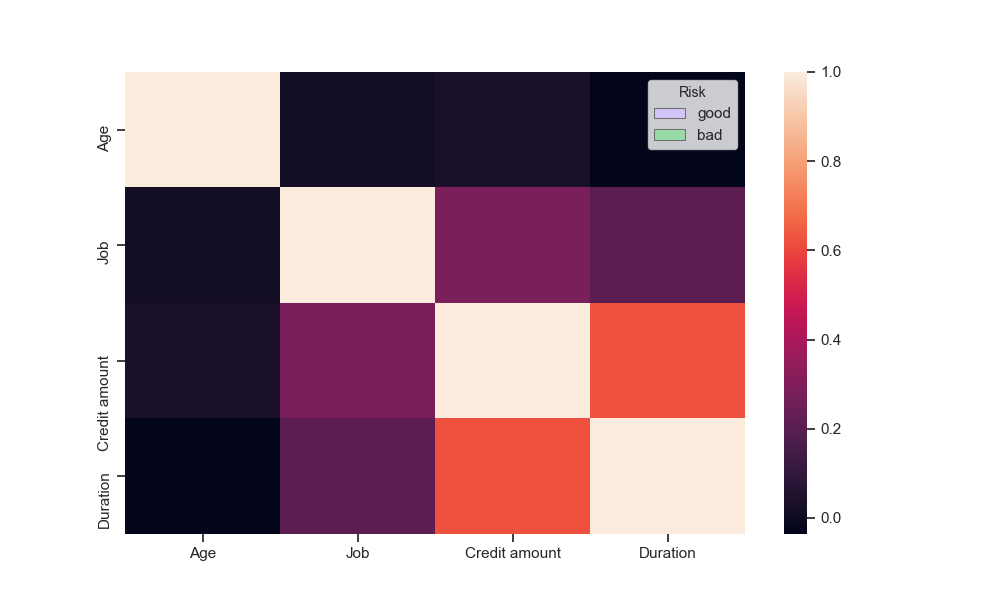 Risk
good
bad
Age
Job
Credit amount
Duration
Age
Job
Credit amount
Duration
1.0
0.8
0.6
0.4
0.2
0.0